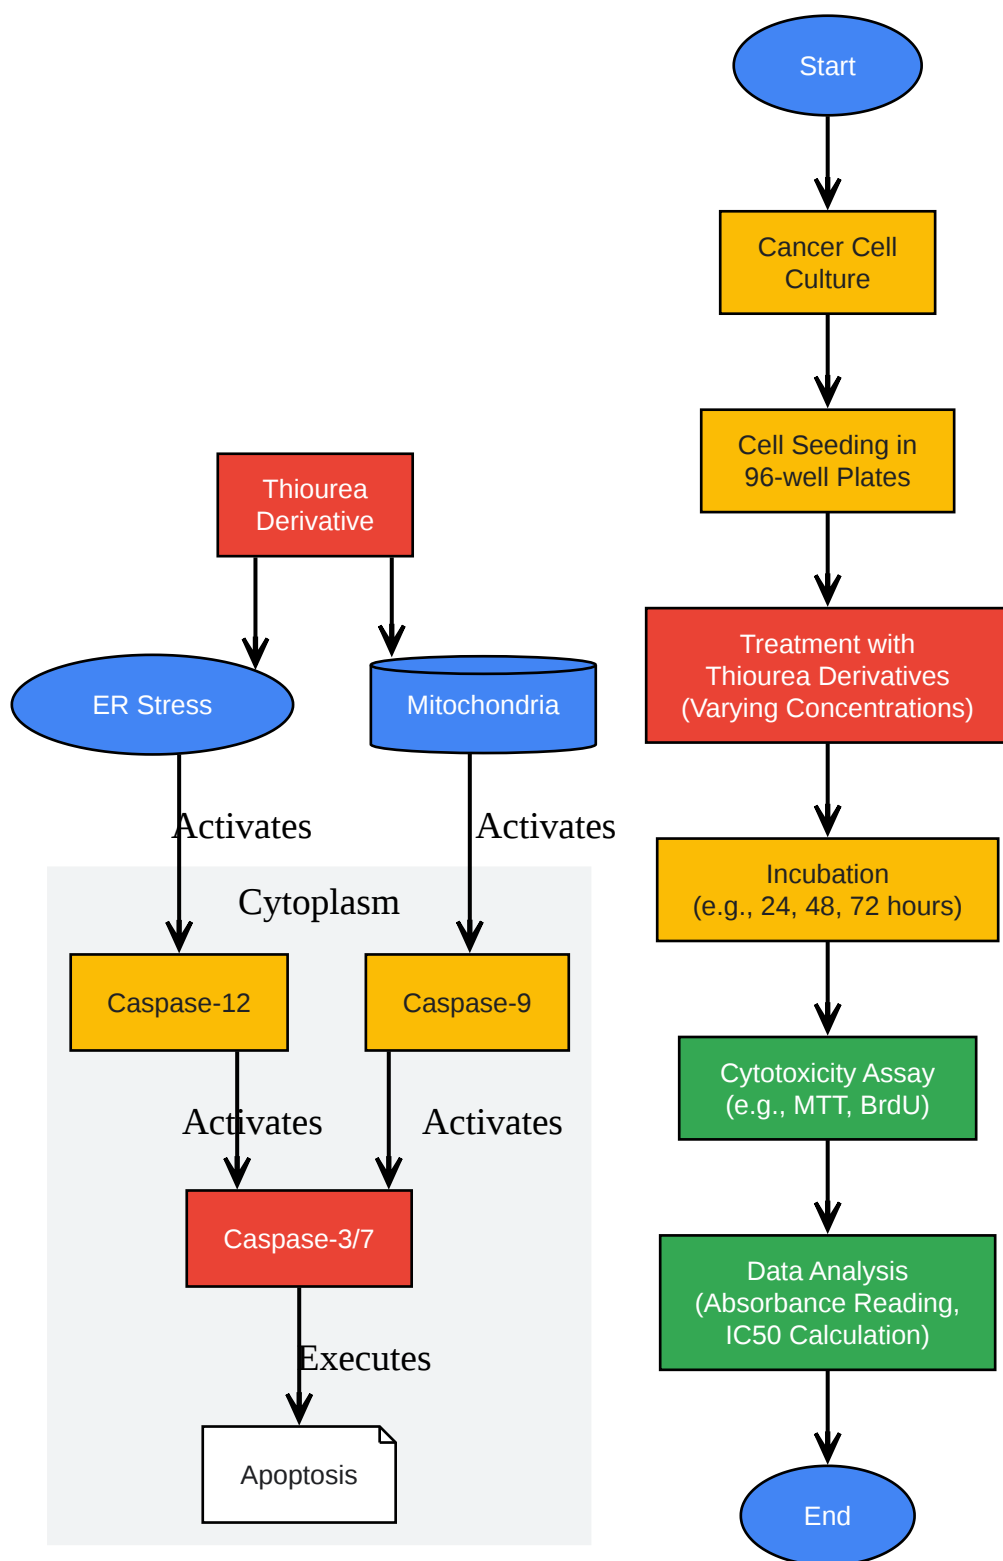 Thiourea
Derivative
ER Stress
Mitochondria
Activates
Activates
Cytoplasm
Caspase-12
Caspase-9
Activates
Activates
Caspase-3/7
Executes
Apoptosis
Start
Cancer Cell
Culture
Cell Seeding in
96-well Plates
Treatment with
Thiourea Derivatives
(Varying Concentrations)
Incubation
(e.g., 24, 48, 72 hours)
Cytotoxicity Assay
(e.g., MTT, BrdU)
Data Analysis
(Absorbance Reading,
IC50 Calculation)
End